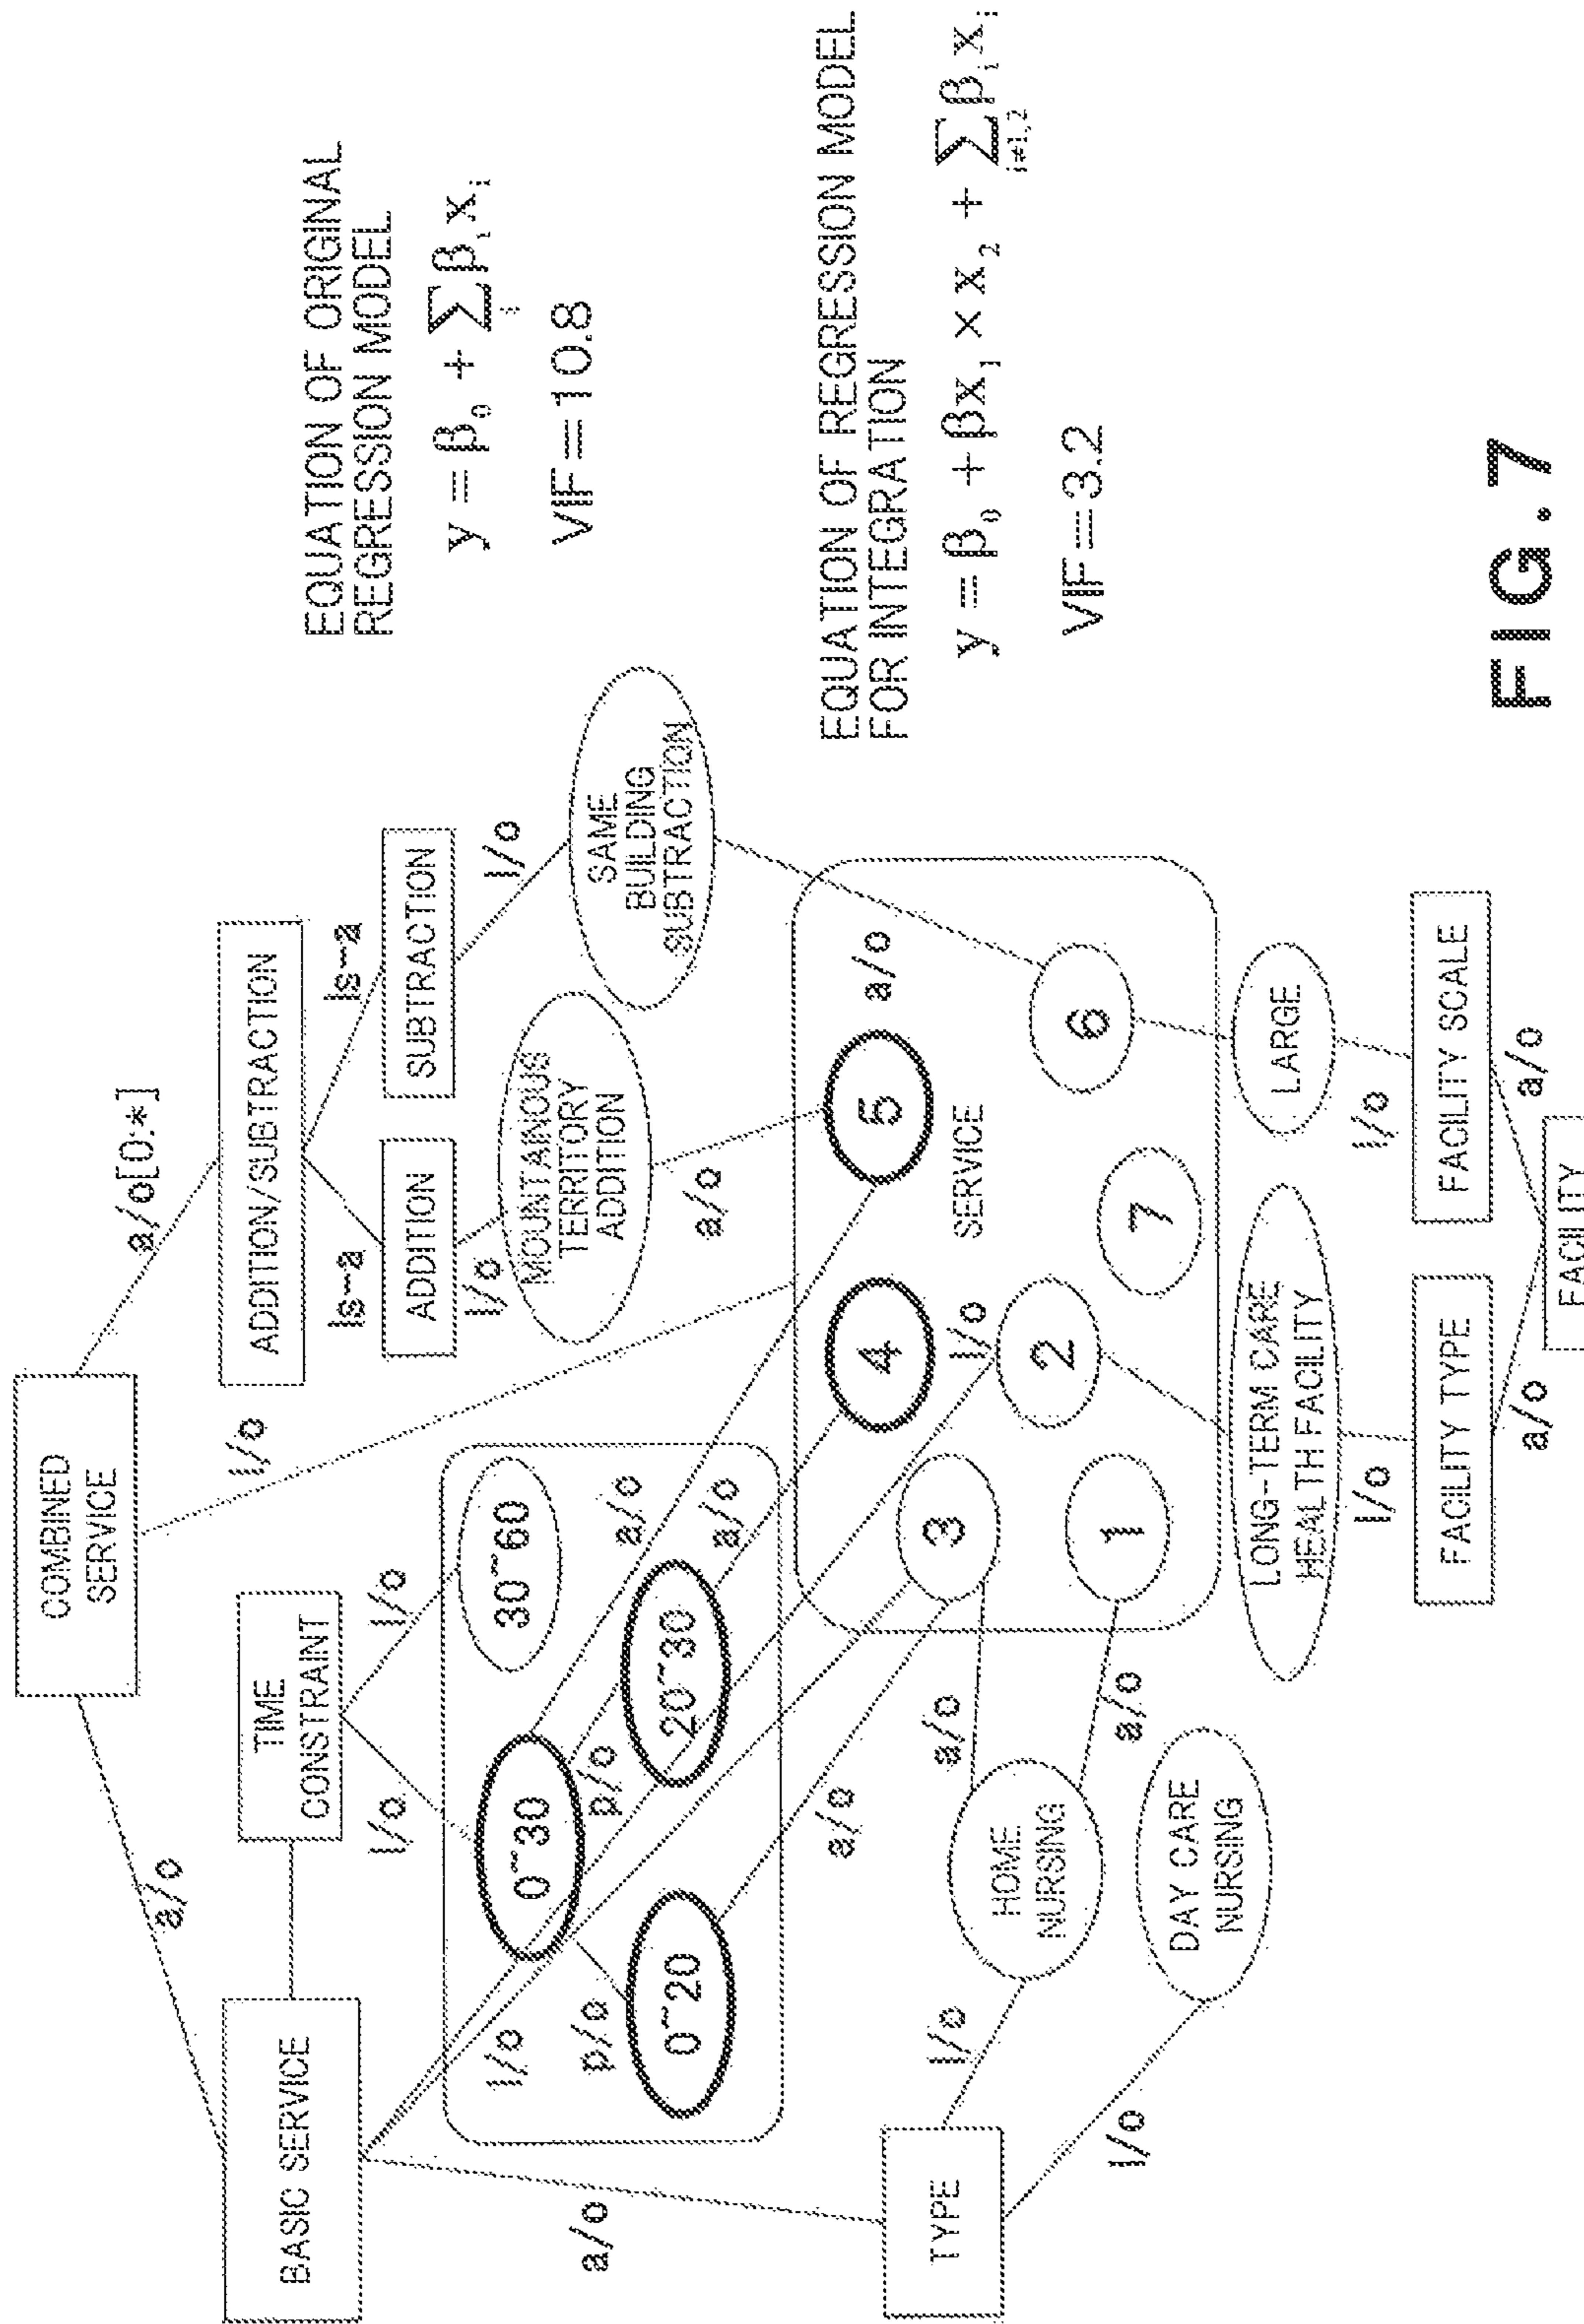 COMBINED
SERVICE
a/o
a/o[0:*]
BASIC SERVICE
TIME
CONSTRAINT
I/o
ADDITION/SUBTRACTION
I/o
I/o
Is-a
Is-a
ADDITION
SUBTRACTION
I/o
I/o
0~30
30~60
I/o
p/o
p/o
a/o
a/o
0~20
20~30
MOUNTAINOUS
TERRITORY
ADDITION
SAME
BUILDING
SUBTRACTION
a/o
a/o
a/o
4
5
a/o
3
I/o
SERVICE
2
6
1
7
TYPE
I/o
HOME
NURSING
a/o
a/o
I/o
DAY CARE
NURSING
LONG-TERM CARE
HEALTH FACILITY
LARGE
I/o
I/o
FACILITY TYPE
FACILITY SCALE
a/o
a/o
FACILITY
EQUATION OF ORIGINAL
REGRESSION MODEL
y = β₀ + Σ βᵢ xᵢ
i
VIF=10.8
EQUATION OF REGRESSION MODEL
FOR INTEGRATION
y = β₀ + βx₁ × x₂ + Σ βᵢ xᵢ
i≠1,2
VIF=3.2
FIG.7